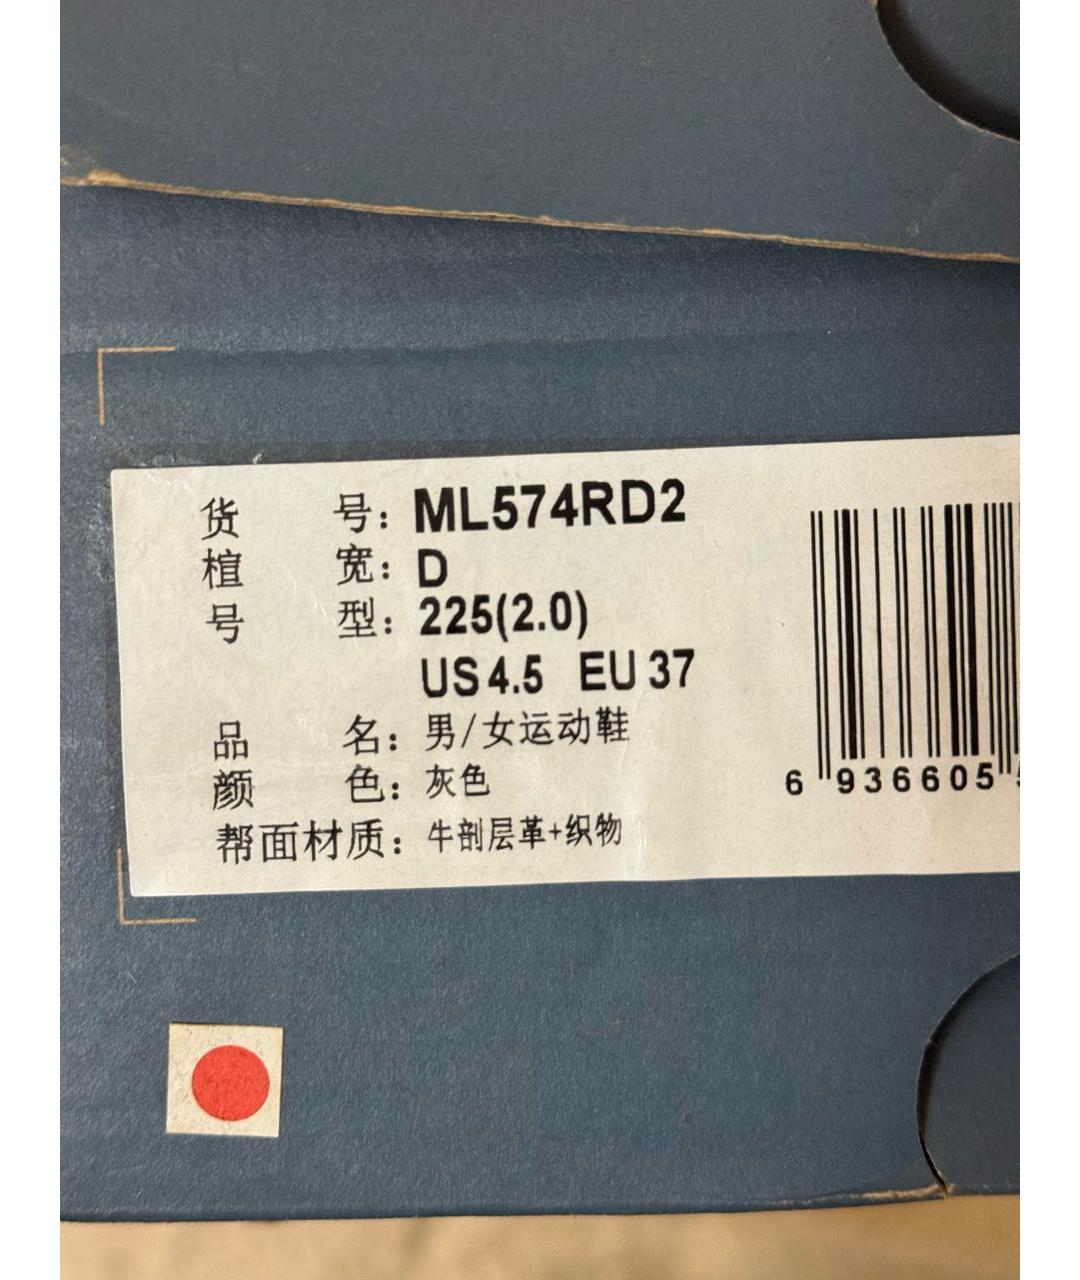 货 号：ML574RD2
楦 宽：D
号 型：225(2.0)
US 4.5 EU 37
品 名：男/女运动鞋
颜 色：灰色
帮面材质：牛剖层革+织物
6 936605